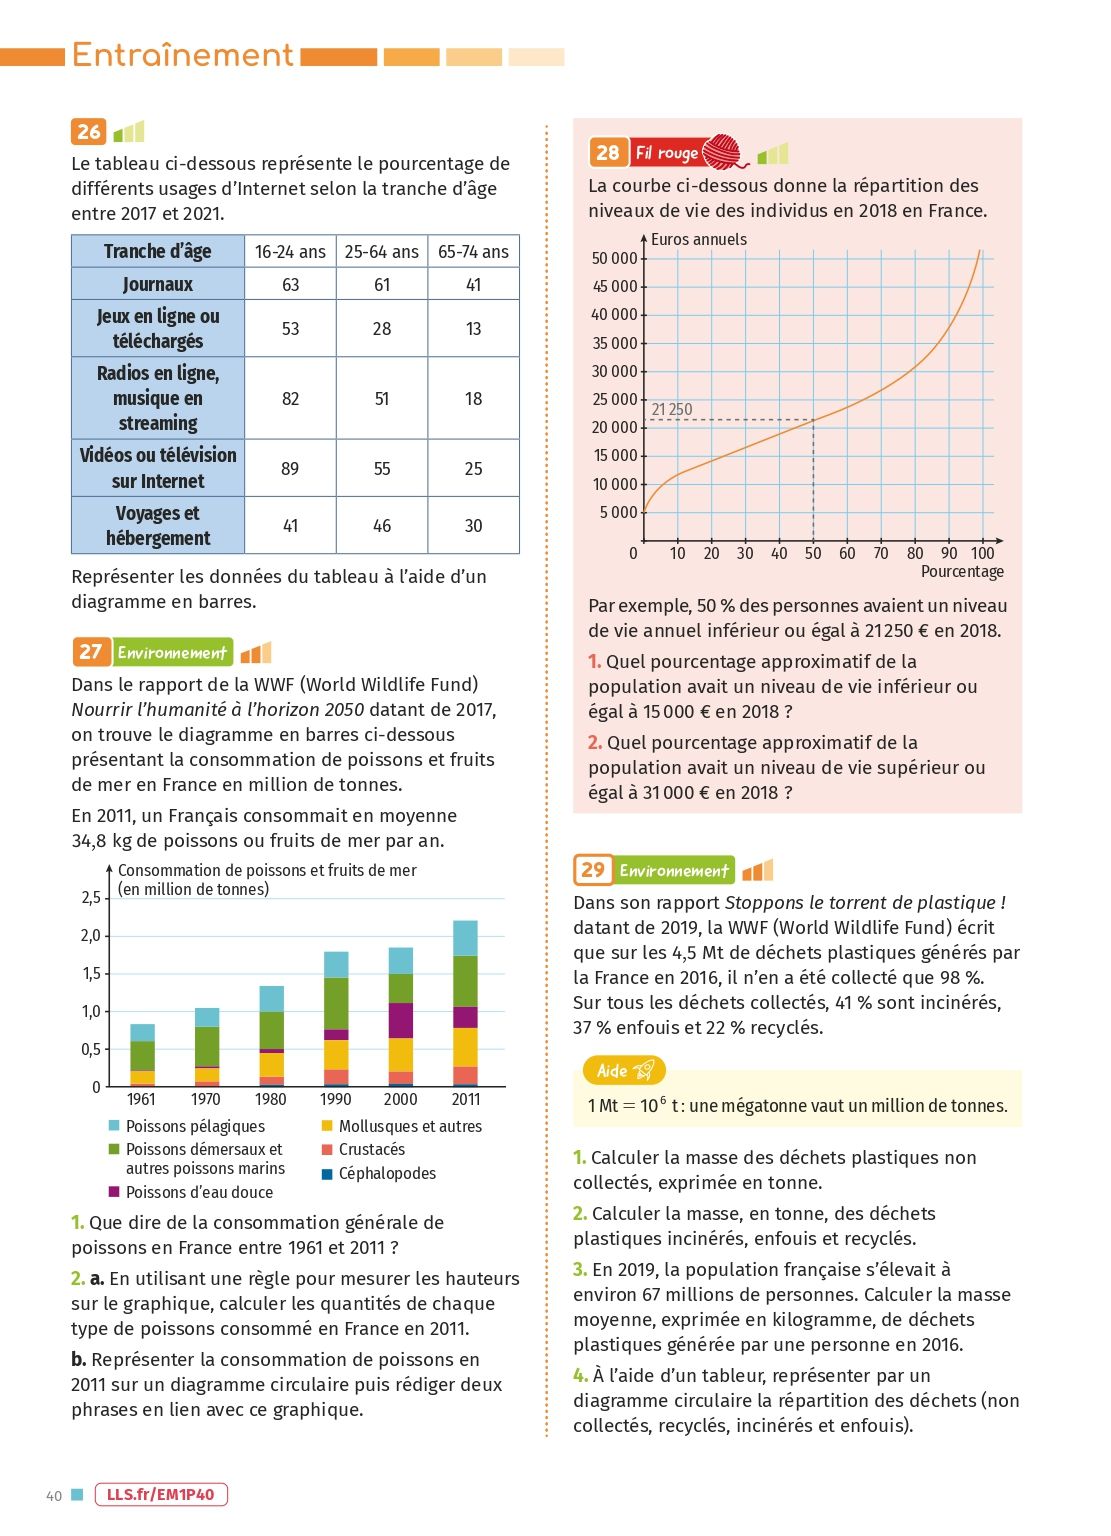 Entraînement
26
Le tableau ci-dessous représente le pourcentage de
différents usages d’Internet selon la tranche d’âge
entre 2017 et 2021.
Tranche d’âge 16-24 ans 25-64 ans 65-74 ans
Journaux 63 61 41
Jeux en ligne ou
téléchargés 53 28 13
Radios en ligne,
musique en
streaming 82 51 18
Vidéos ou télévision
sur Internet 89 55 25
Voyages et
hébergement 41 46 30
Représenter les données du tableau à l’aide d’un
diagramme en barres.
27 Environnement
Dans le rapport de la WWF (World Wildlife Fund)
Nourrir l’humanité à l’horizon 2050 datant de 2017,
on trouve le diagramme en barres ci-dessous
présentant la consommation de poissons et fruits
de mer en France en million de tonnes.
En 2011, un Français consommait en moyenne
34,8 kg de poissons ou fruits de mer par an.
Consommation de poissons et fruits de mer
(en million de tonnes)
2,5
2,0
1,5
1,0
0,5
0
1961 1970 1980 1990 2000 2011
Poissons pélagiques
Poissons démersaux et
autres poissons marins
Poissons d’eau douce
Mollusques et autres
Crustacés
Céphalopodes
1. Que dire de la consommation générale de
poissons en France entre 1961 et 2011 ?
2. a. En utilisant une règle pour mesurer les hauteurs
sur le graphique, calculer les quantités de chaque
type de poissons consommé en France en 2011.
b. Représenter la consommation de poissons en
2011 sur un diagramme circulaire puis rédiger deux
phrases en lien avec ce graphique.
28 Fil rouge
La courbe ci-dessous donne la répartition des
niveaux de vie des individus en 2018 en France.
Euros annuels
50 000
45 000
40 000
35 000
30 000
25 000
21 250
20 000
15 000
10 000
5 000
0 10 20 30 40 50 60 70 80 90 100
Pourcentage
Par exemple, 50 % des personnes avaient un niveau
de vie annuel inférieur ou égal à 21 250 € en 2018.
1. Quel pourcentage approximatif de la
population avait un niveau de vie inférieur ou
égal à 15 000 € en 2018 ?
2. Quel pourcentage approximatif de la
population avait un niveau de vie supérieur ou
égal à 31 000 € en 2018 ?
29 Environnement
Dans son rapport Stoppons le torrent de plastique !
datant de 2019, la WWF (World Wildlife Fund) écrit
que sur les 4,5 Mt de déchets plastiques générés par
la France en 2016, il n’en a été collecté que 98 %.
Sur tous les déchets collectés, 41 % sont incinérés,
37 % enfouis et 22 % recyclés.
Aide
1 Mt = 10⁶ t : une mégatonne vaut un million de tonnes.
1. Calculer la masse des déchets plastiques non
collectés, exprimée en tonne.
2. Calculer la masse, en tonne, des déchets
plastiques incinérés, enfouis et recyclés.
3. En 2019, la population française s’élevait à
environ 67 millions de personnes. Calculer la masse
moyenne, exprimée en kilogramme, de déchets
plastiques générée par une personne en 2016.
4. À l’aide d’un tableur, représenter par un
diagramme circulaire la répartition des déchets (non
collectés, recyclés, incinérés et enfouis).
40 LLS.fr/EM1P40